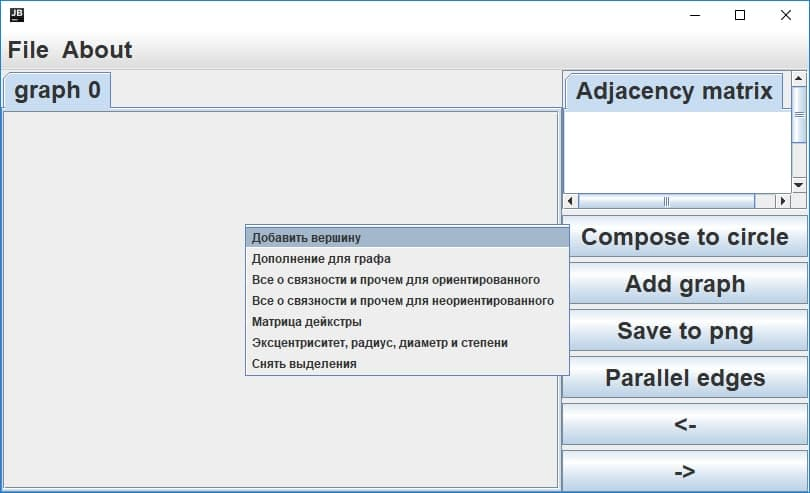 JB
File About
graph 0
Adjacency matrix
Добавить вершину
Дополнение для графа
Все о связности и прочем для ориентированного
Все о связности и прочем для неориентированного
Матрица дейкстры
Эксцентриситет, радиус, диаметр и степени
Снять выделения
Compose to circle
Add graph
Save to png
Parallel edges
<-
->